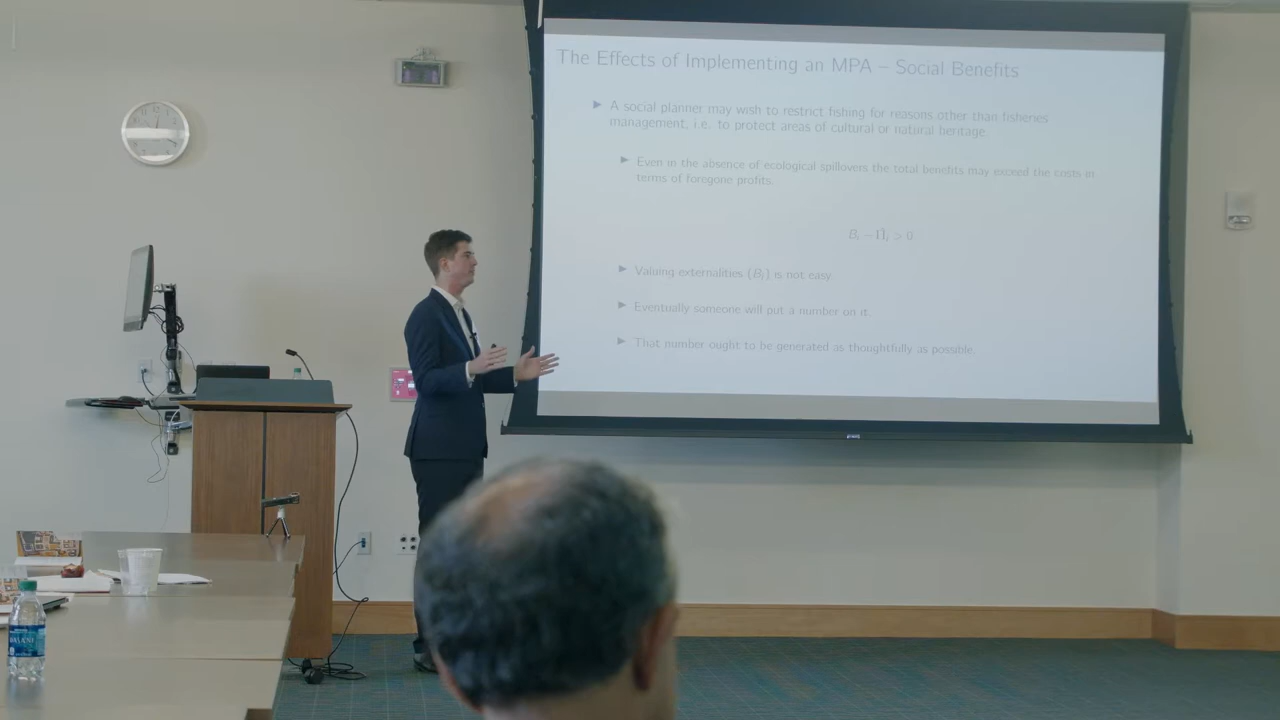 The Effects of Implementing an MPA – Social Benefits
A social planner may wish to restrict fishing for reasons other than fisheries
management, i.e. to protect areas of cultural or natural heritage.
Even in the absence of ecological spillovers the total benefits may exceed the costs in
terms of foregone profits.
Bᵢ − Π̄ᵢ > 0
Valuing externalities (Bᵢ) is not easy.
Eventually someone will put a number on it.
That number ought to be generated as thoughtfully as possible.